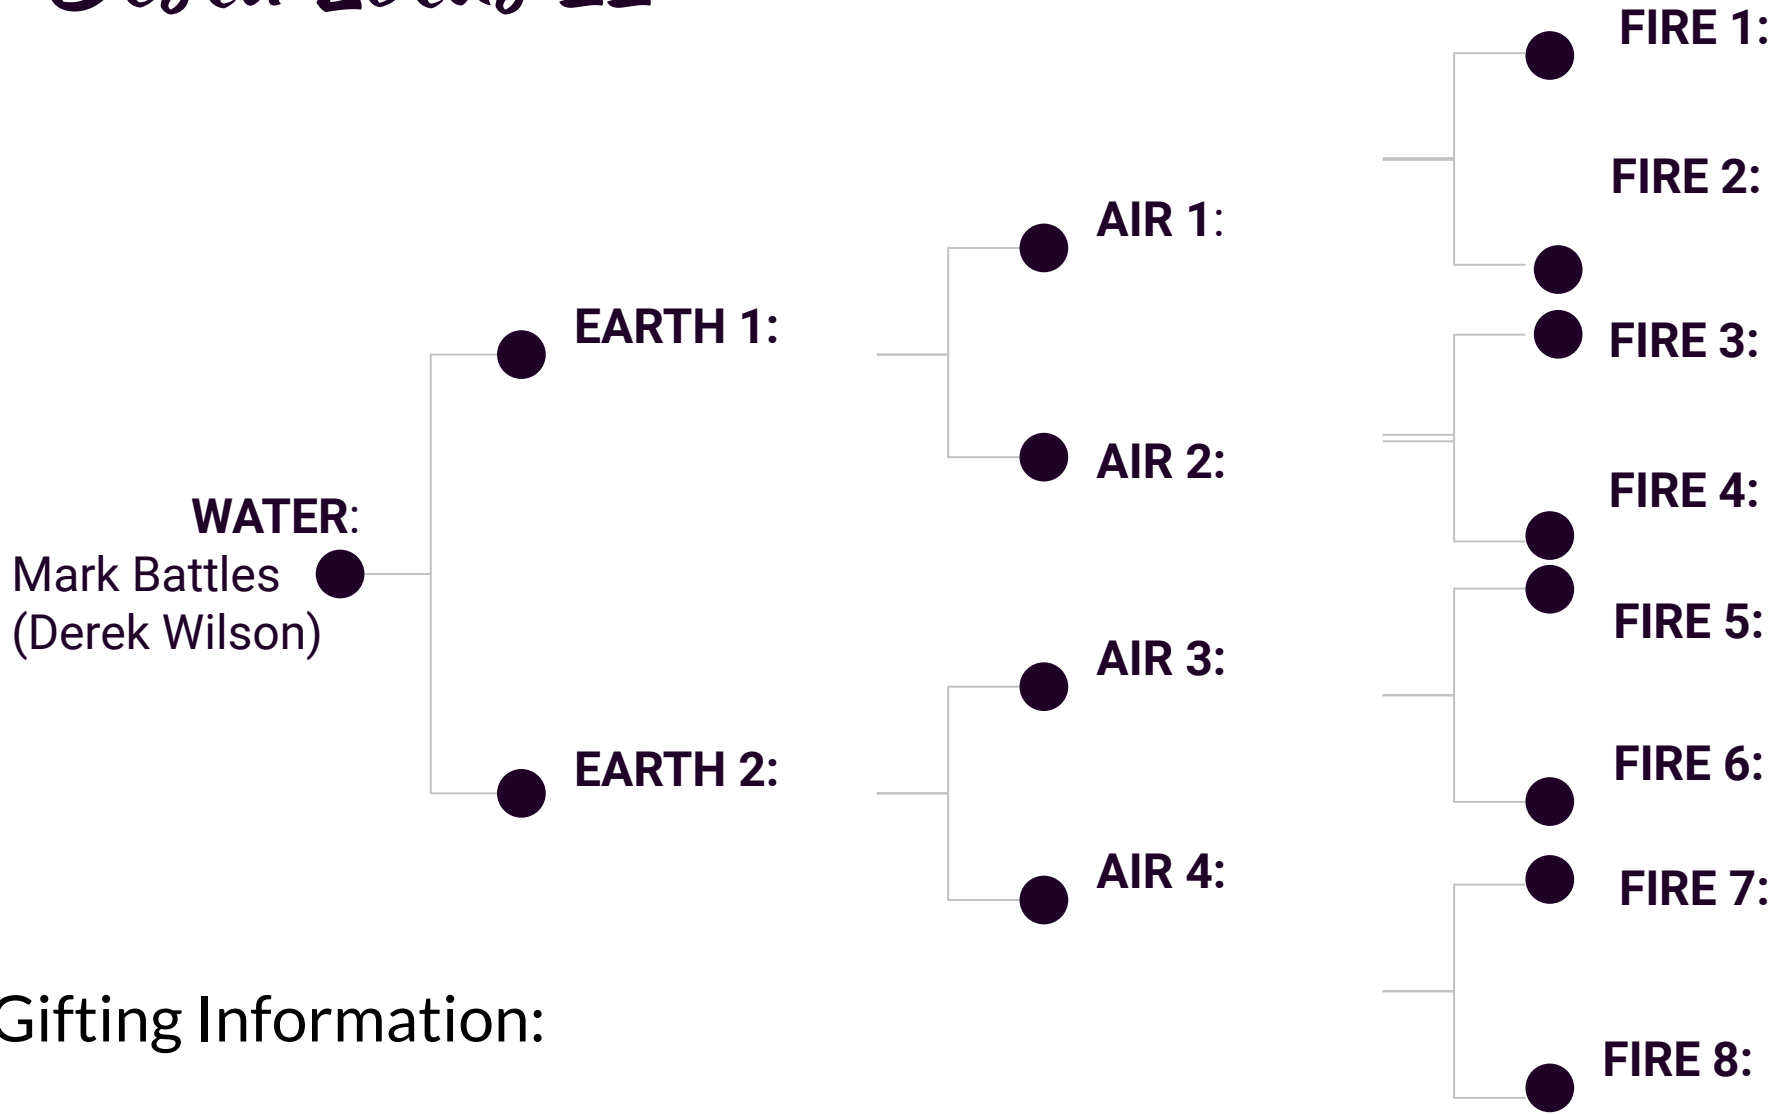 FIRE 1:
FIRE 2:
AIR 1:
EARTH 1:
FIRE 3:
AIR 2:
FIRE 4:
WATER:
Mark Battles
(Derek Wilson)
FIRE 5:
AIR 3:
EARTH 2:
FIRE 6:
AIR 4:
FIRE 7:
Gifting Information:
FIRE 8: